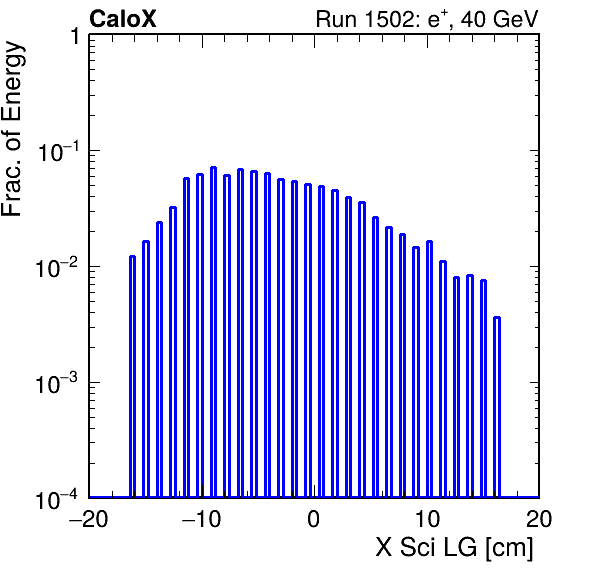 CaloX Run 1502: e⁺, 40 GeV
Frac. of Energy
1
10⁻¹
10⁻²
10⁻³
10⁻⁴
−20 −10 0 10 20
X Sci LG [cm]